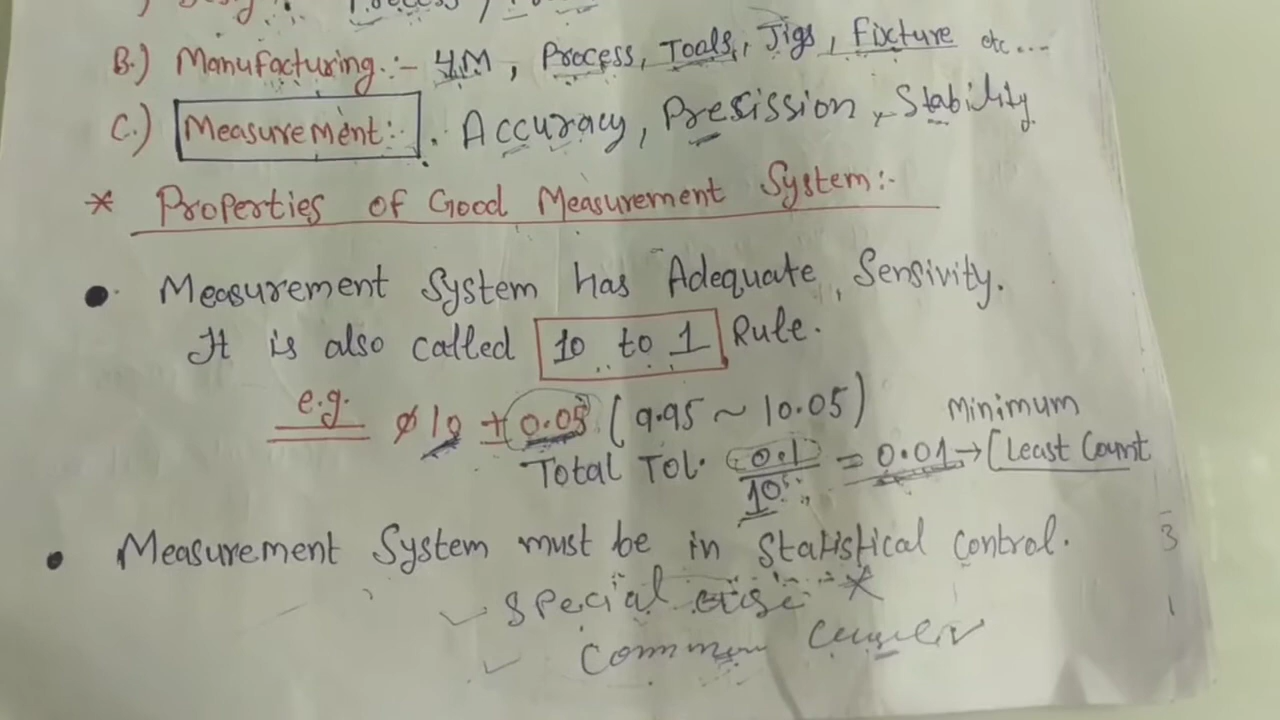 B.) Manufacturing :- 4M, Process, Tools, Jigs, Fixture etc...
C.) Measurement:- . Accuracy, Presission, Stability
* Properties of Good Measurement System:-
• Measurement System has Adequate, Sensivity.
It is also called 10 to 1 Rule.
e.g. ø 10 ± 0.05 (9.95 ~ 10.05)
Minimum
Total Tol. 0.1/10 = 0.01 → [Least Count
• Measurement System must be in Statistical Control.
✓ Special ✗
✓ Common ✓